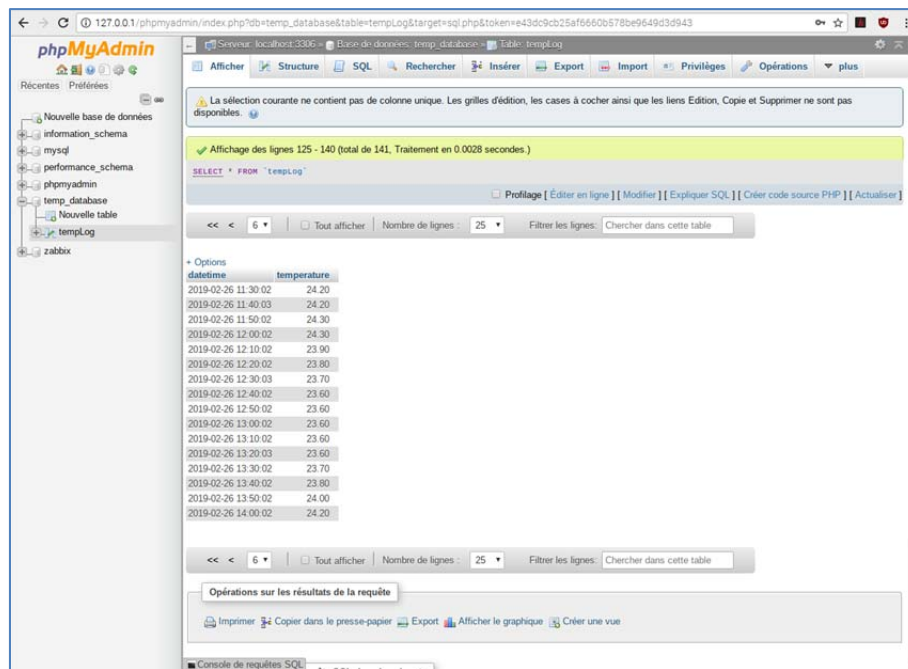 127.0.0.1/phpmyadmin/index.php?db=temp_database&table=tempLog&target=sql.php&token=e43dc9cb25af6660b578be9649d3d943
phpMyAdmin
Récentes Préférées
Nouvelle base de données
information_schema
mysql
performance_schema
phpmyadmin
temp_database
Nouvelle table
tempLog
zabbix
Serveur: localhost:3306 » Base de données: temp_database » Table: tempLog
Afficher Structure SQL Rechercher Insérer Export Import Privilèges Opérations plus
La sélection courante ne contient pas de colonne unique. Les grilles d'édition, les cases à cocher ainsi que les liens Edition, Copie et Supprimer ne sont pas
disponibles.
Affichage des lignes 125 - 140 (total de 141, Traitement en 0.0028 secondes.)
SELECT * FROM `tempLog`
Profilage [ Éditer en ligne ] [ Modifier ] [ Expliquer SQL ] [ Créer code source PHP ] [ Actualiser ]
<< < 6 Tout afficher Nombre de lignes : 25 Filtrer les lignes: Chercher dans cette table
+ Options
datetime temperature
2019-02-26 11:30:02 24.20
2019-02-26 11:40:03 24.20
2019-02-26 11:50:02 24.30
2019-02-26 12:00:02 24.30
2019-02-26 12:10:02 23.90
2019-02-26 12:20:02 23.80
2019-02-26 12:30:03 23.70
2019-02-26 12:40:02 23.60
2019-02-26 12:50:02 23.60
2019-02-26 13:00:02 23.60
2019-02-26 13:10:02 23.60
2019-02-26 13:20:03 23.60
2019-02-26 13:30:02 23.70
2019-02-26 13:40:02 23.80
2019-02-26 13:50:02 24.00
2019-02-26 14:00:02 24.20
<< < 6 Tout afficher Nombre de lignes : 25 Filtrer les lignes: Chercher dans cette table
Opérations sur les résultats de la requête
Imprimer Copier dans le presse-papier Export Afficher le graphique Créer une vue
Console de requêtes SQL